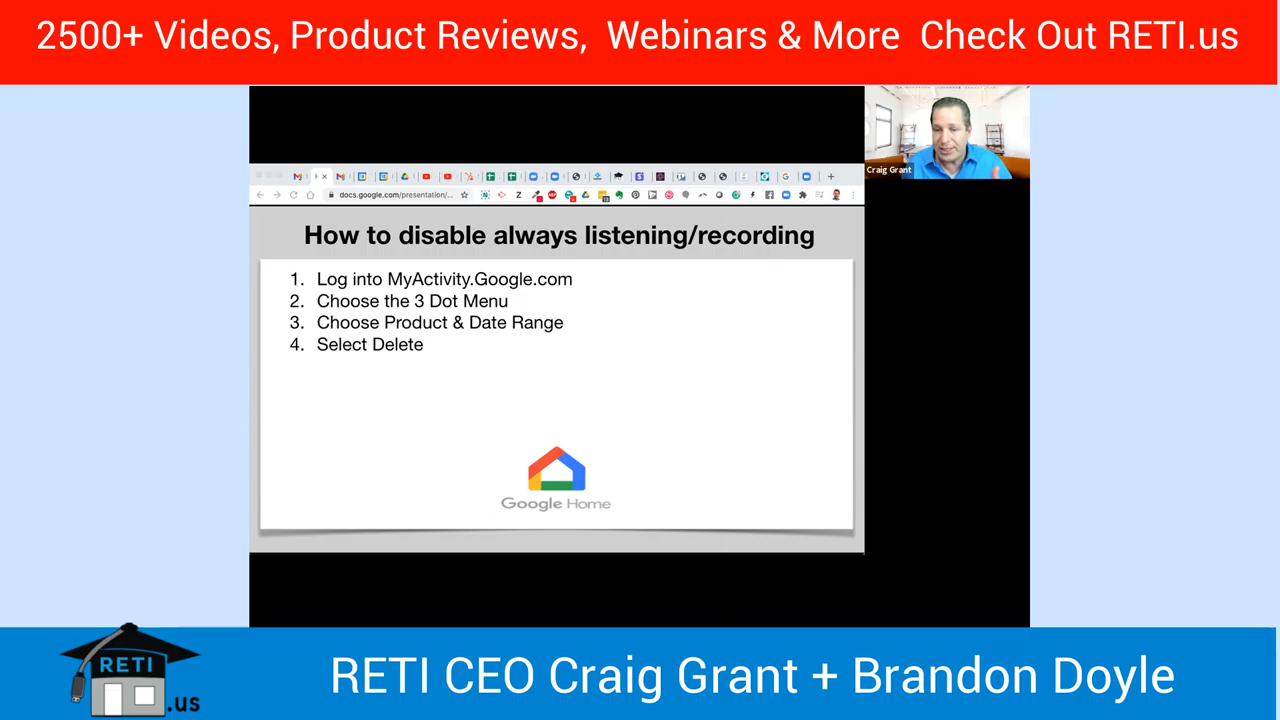 2500+ Videos, Product Reviews, Webinars & More Check Out RETI.us
Craig Grant
docs.google.com/presentation/...
How to disable always listening/recording
1. Log into MyActivity.Google.com
2. Choose the 3 Dot Menu
3. Choose Product & Date Range
4. Select Delete
Google Home
RETI
.us
RETI CEO Craig Grant + Brandon Doyle